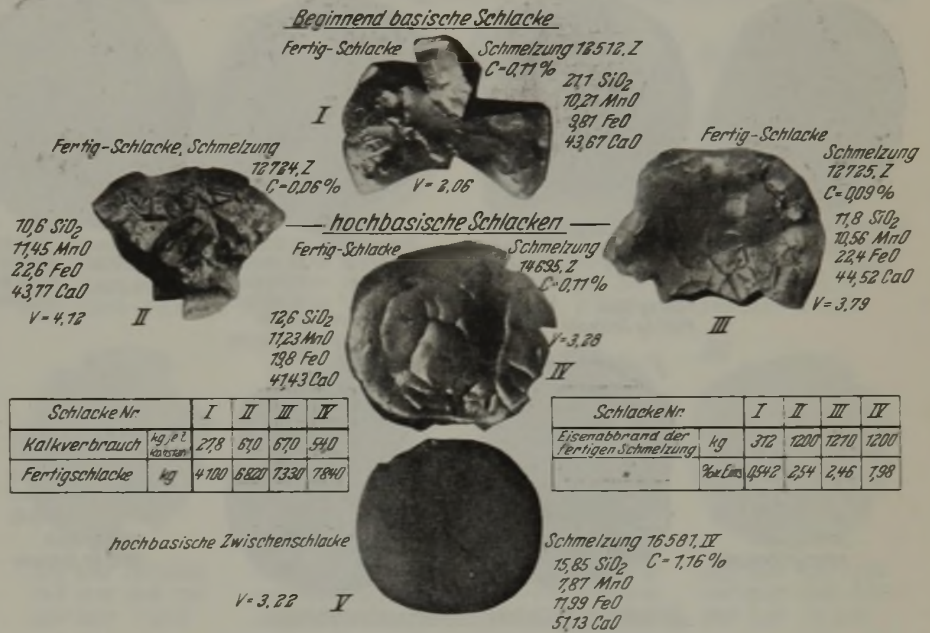 Beginnend basische Schlacke
Fertig-Schlacke
Schmelzung 12512. Z
C=0,11%
I
21,1 SiO₂
10,21 MnO
9,81 FeO
43,67 CaO
V=2,06
Fertig-Schlacke, Schmelzung
12724. Z
C=0,06%
10,6 SiO₂
11,45 MnO
22,6 FeO
43,77 CaO
V=4,12
II
Fertig-Schlacke
Schmelzung
12725. Z
C=0,09%
11,8 SiO₂
10,56 MnO
22,4 FeO
44,52 CaO
V=3,79
III
hochbasische Schlacken
Fertig-Schlacke
Schmelzung
14695. Z
C=0,11%
12,6 SiO₂
11,23 MnO
19,8 FeO
41,43 CaO
V=3,28
IV
Schlacke Nr. I II III IV
Kalkverbrauch kg je t 27,8 61,0 67,0 54,0
Fertigschlacke kg 4100 6820 7330 7840
Schlacke Nr. I II III IV
Eisenabbrand der fertigen Schmelzung kg 312 1200 1270 1200
" 0,542 2,54 2,46 1,98
hochbasische Zwischenschlacke
V=3,22
V
Schmelzung 16581. IV
C=1,16%
15,85 SiO₂
7,87 MnO
11,99 FeO
51,13 CaO